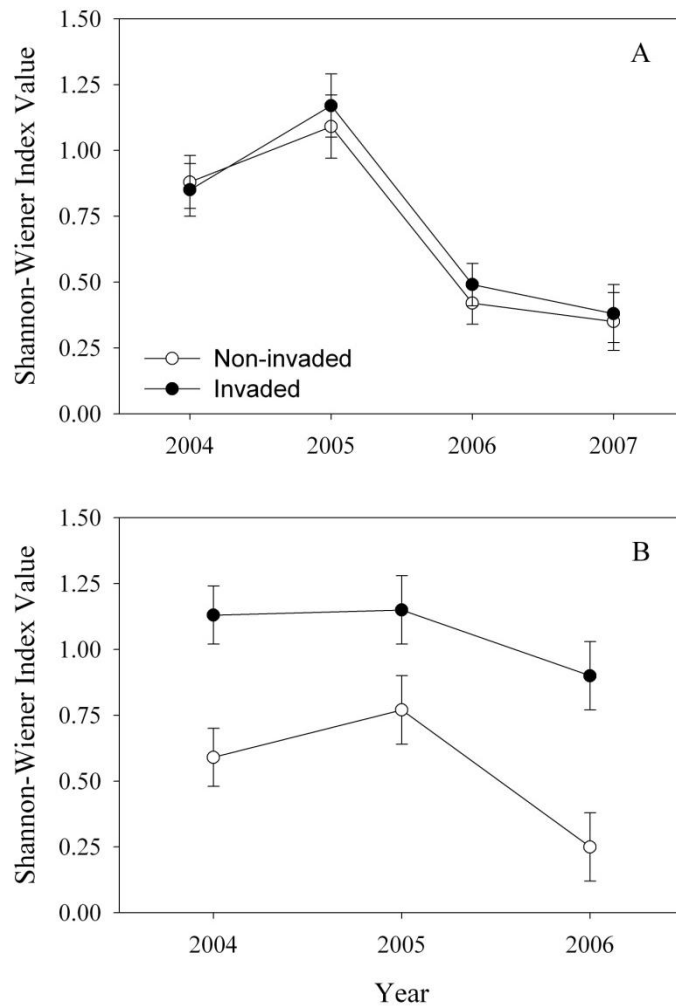 1.50
A
1.25
1.00
0.75
0.50
0.25
0.00
Shannon-Wiener Index Value
Non-invaded
Invaded
2004 2005 2006 2007
1.50
B
1.25
1.00
0.75
0.50
0.25
0.00
Shannon-Wiener Index Value
2004 2005 2006
Year